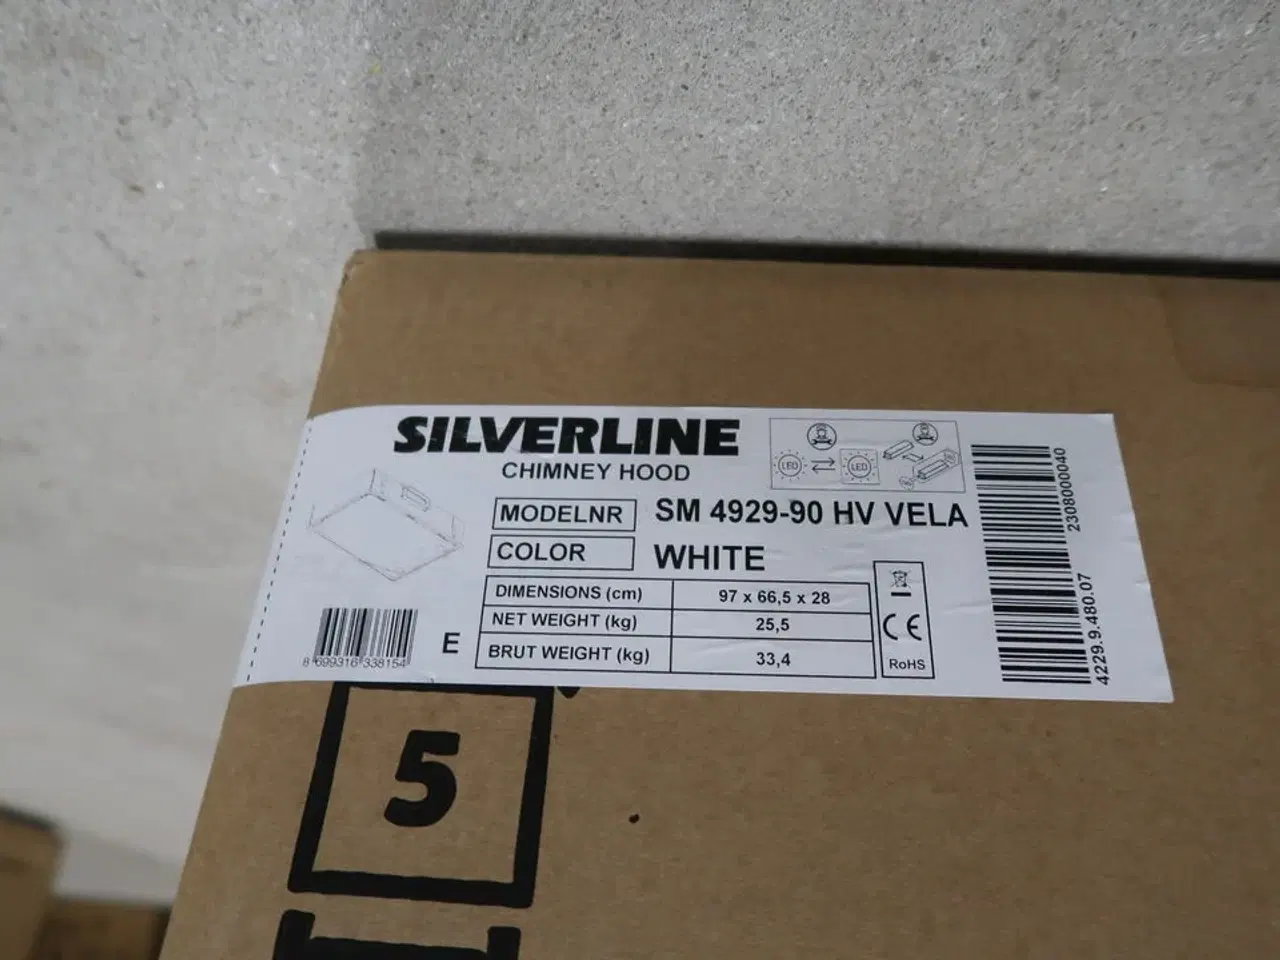 SILVERLINE
CHIMNEY HOOD
LED LED
MODELNR SM 4929-90 HV VELA
COLOR WHITE
DIMENSIONS (cm) 97 x 66,5 x 28
NET WEIGHT (kg) 25,5
BRUT WEIGHT (kg) 33,4
E
8 699316 338154
CE
RoHS
2308000040
4229.9.480.07
5